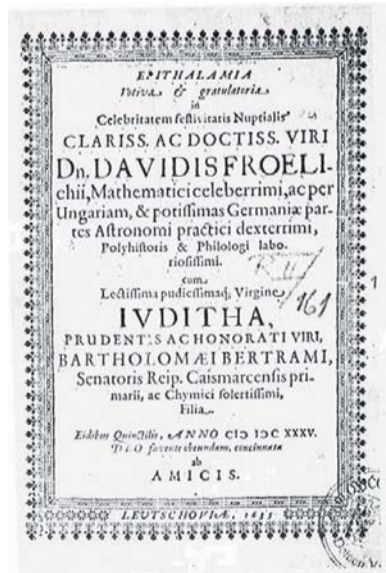 EPITHALAMIA
Votiva & gratulatoria
in
Celebritatem festivitatis Nuptialis
CLARISS. AC DOCTISS. VIRI
Dn. DAVIDIS FROELI-
chii, Mathematici celeberrimi, ac per
Ungariam, & potissimas Germaniæ par-
tes Astronomi practici dexterrimi,
Polyhistoris & Philologi labo-
riosissimi.
cum
Lectissima pudicissimaq; Virgine
IVDITHA,
PRUDENTIS AC HONORATI VIRI,
BARTHOLOMÆI BERTRAMI,
Senatoris Reip. Caismarcensis pri-
marii, ac Chymici solertissimi,
Filia.
Eidibus Quinctilis, ANNO CIƆ IƆC XXXV.
DEO favente obeundam, concinnata
ab
AMICIS.
LEUTSCHOVIÆ, 1635
161
1